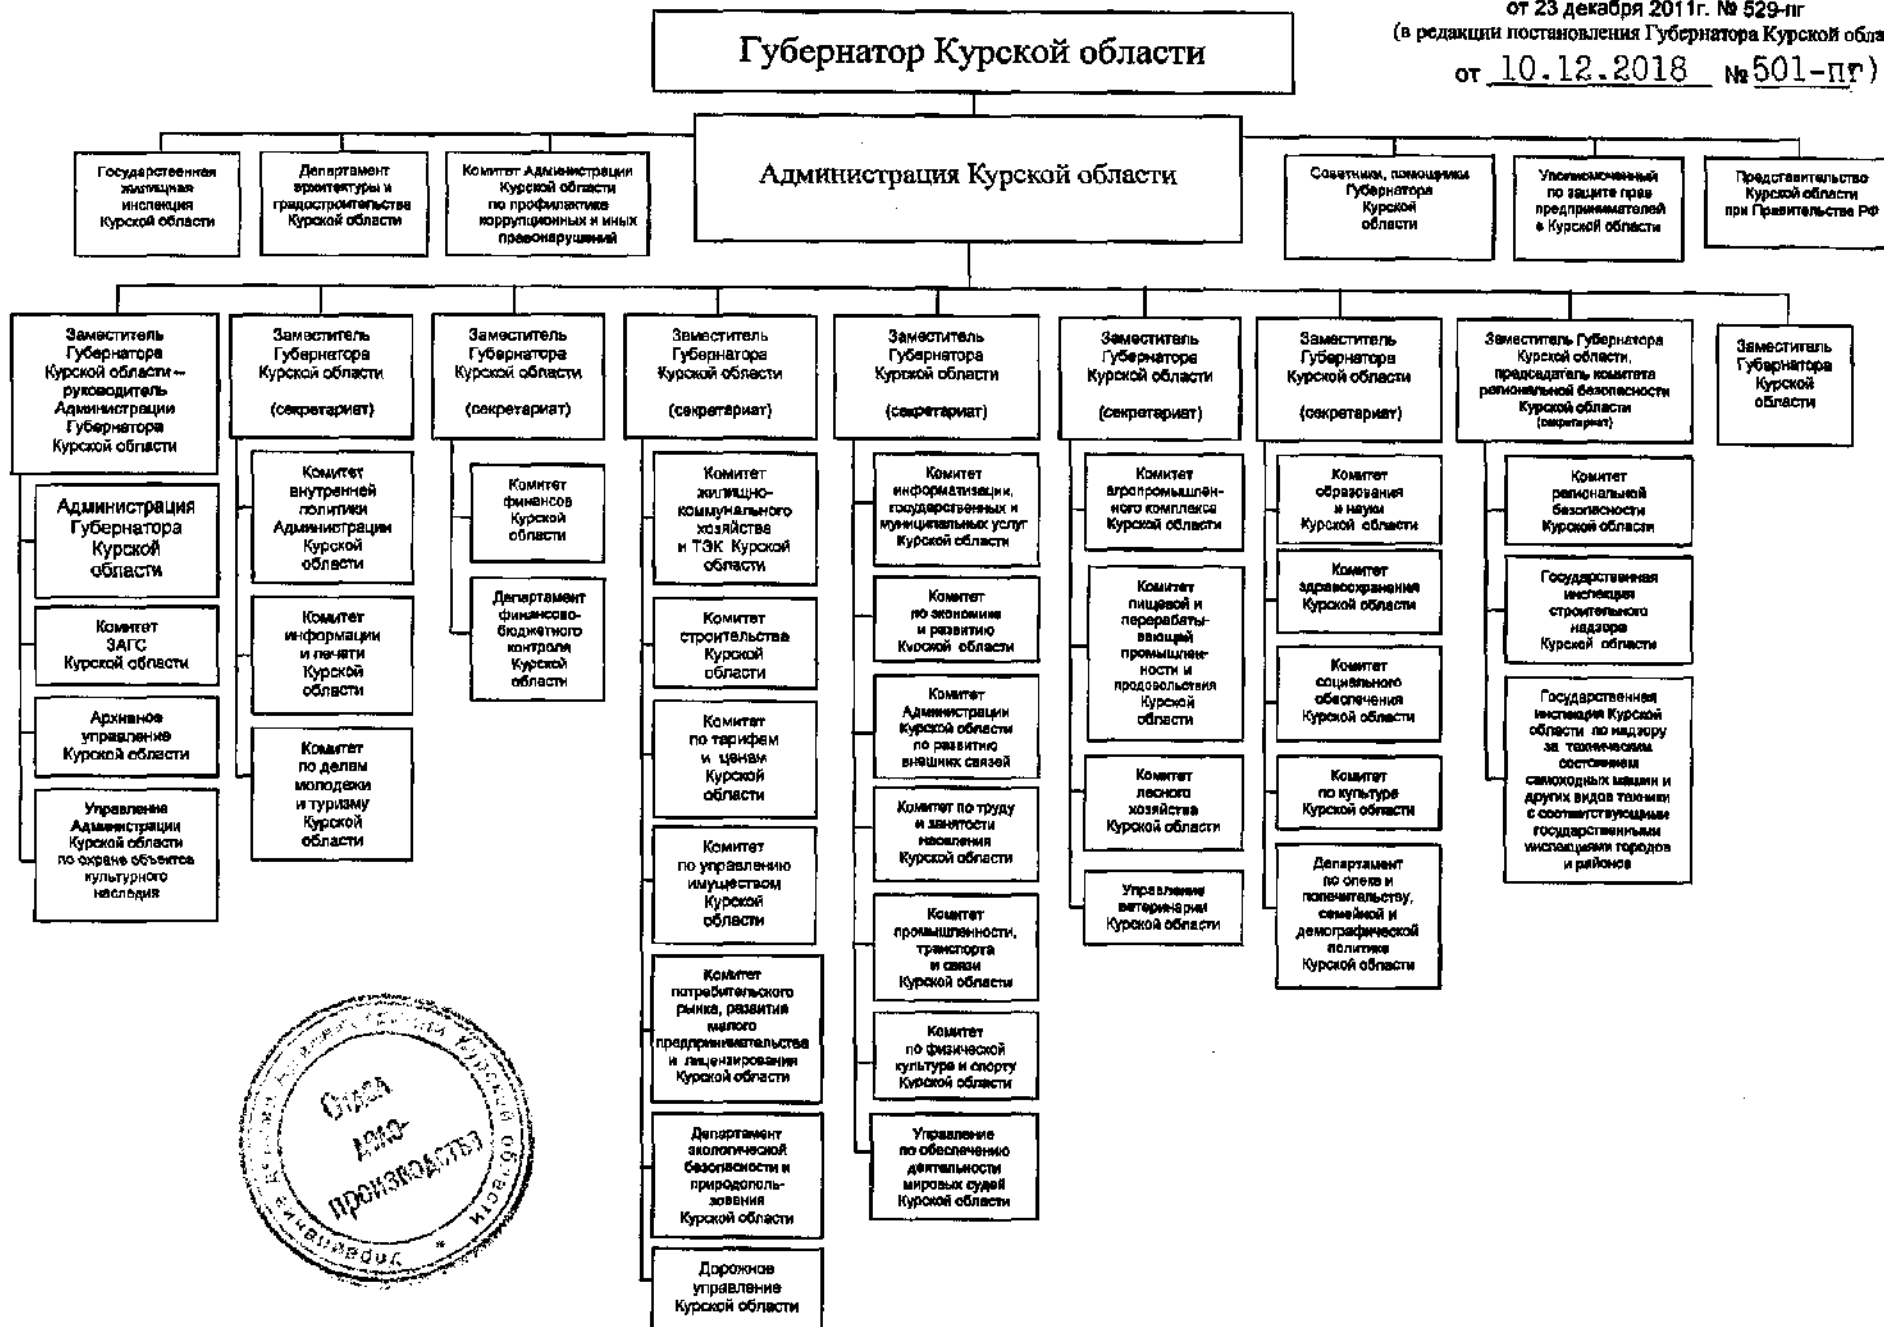 от 23 декабря 2011г. № 529-пг
(в редакции постановления Губернатора Курской обла
от 10.12.2018 № 501-пг)
Губернатор Курской области
Администрация Курской области
Государственная
жилищная
инспекция
Курской области
Департамент
архитектуры и
градостроительства
Курской области
Комитет Администрации
Курской области
по профилактике
коррупционных и иных
правонарушений
Советники, помощники
Губернатора
Курской
области
Уполномоченный
по защите прав
предпринимателей
в Курской области
Представительство
Курской области
при Правительстве РФ
Заместитель
Губернатора
Курской области –
руководитель
Администрации
Губернатора
Курской области
Администрация
Губернатора
Курской
области
Комитет
ЗАГС
Курской области
Архивное
управление
Курской области
Управление
Администрации
Курской области
по охране объектов
культурного
наследия
Заместитель
Губернатора
Курской области
(секретариат)
Комитет
внутренней
политики
Администрации
Курской
области
Комитет
информации
и печати
Курской
области
Комитет
по делам
молодежи
и туризму
Курской
области
Заместитель
Губернатора
Курской области
(секретариат)
Комитет
финансов
Курской
области
Департамент
финансово-
бюджетного
контроля
Курской
области
Заместитель
Губернатора
Курской области
(секретариат)
Комитет
жилищно-
коммунального
хозяйства
и ТЭК Курской
области
Комитет
строительства
Курской
области
Комитет
по тарифам
и ценам
Курской
области
Комитет
по управлению
имуществом
Курской
области
Комитет
потребительского
рынка, развития
малого
предпринимательства
и лицензирования
Курской области
Департамент
экологической
безопасности и
природополь-
зования
Курской области
Дорожное
управление
Курской области
Заместитель
Губернатора
Курской области
(секретариат)
Комитет
информатизации,
государственных и
муниципальных услуг
Курской области
Комитет
по экономике
и развитию
Курской области
Комитет
Администрации
Курской области
по развитию
внешних связей
Комитет по труду
и занятости
населения
Курской области
Комитет
промышленности,
транспорта
и связи
Курской области
Комитет
по физической
культуре и спорту
Курской области
Управление
по обеспечению
деятельности
мировых судей
Курской области
Заместитель
Губернатора
Курской области
(секретариат)
Комитет
агропромышлен-
ного комплекса
Курской области
Комитет
пищевой и
перерабаты-
вающей
промышлен-
ности и
продовольствия
Курской
области
Комитет
лесного
хозяйства
Курской области
Управление
ветеринарии
Курской области
Заместитель
Губернатора
Курской области
(секретариат)
Комитет
образования
и науки
Курской области
Комитет
здравоохранения
Курской области
Комитет
социального
обеспечения
Курской области
Комитет
по культуре
Курской области
Департамент
по опеке и
попечительству,
семейной и
демографической
политике
Курской области
Заместитель Губернатора
Курской области,
председатель комитета
региональной безопасности
Курской области
(секретариат)
Комитет
региональной
безопасности
Курской области
Государственная
инспекция
строительного
надзора
Курской области
Государственная
инспекция Курской
области по надзору
за техническим
состоянием
самоходных машин и
других видов техники
с соответствующими
государственными
инспекциями городов
и районов
Заместитель
Губернатора
Курской
области
Отдел
дело-
производства
Управление делами Администрации Курской области